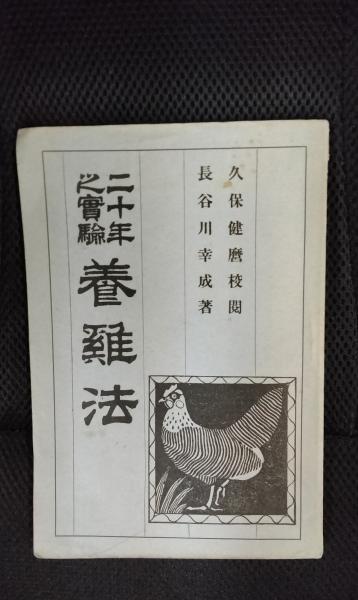 久保健麿校閲
長谷川幸成著
二十年
之實驗
養雞法